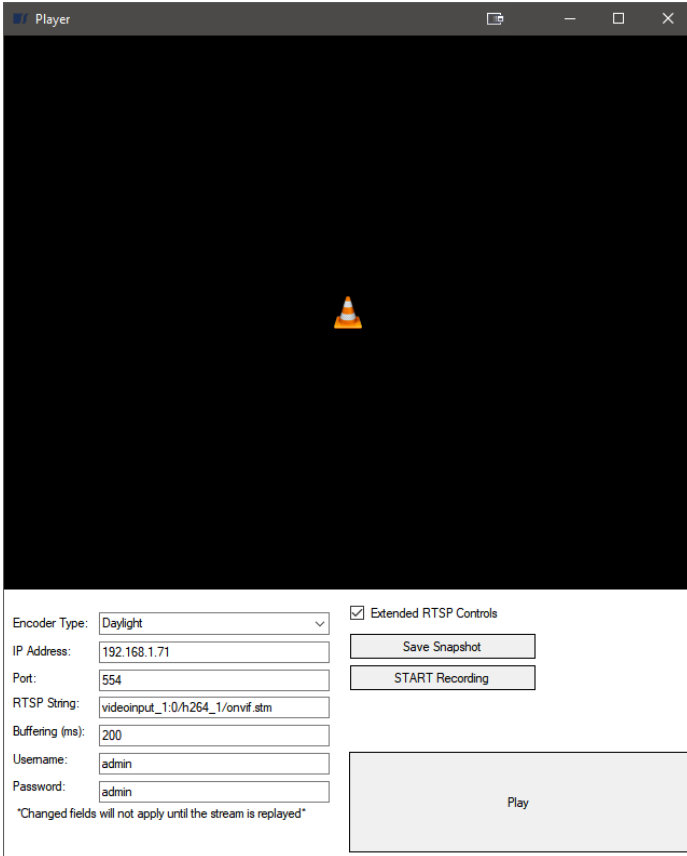 Player
Encoder Type: Daylight
IP Address: 192.168.1.71
Port: 554
RTSP String: videoinput_1:0/h264_1/onvif.stm
Buffering (ms): 200
Username: admin
Password: admin
*Changed fields will not apply until the stream is replayed*
Extended RTSP Controls
Save Snapshot
START Recording
Play